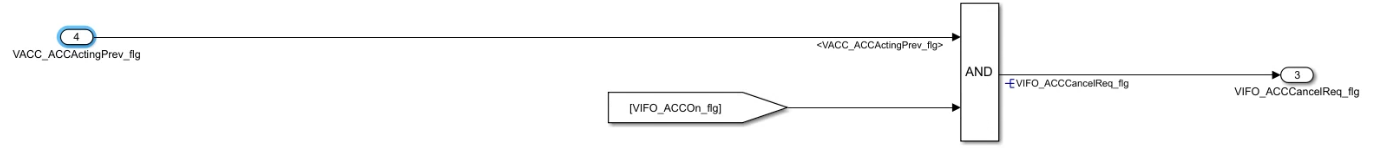 4
VACC_ACCActingPrev_flg
<VACC_ACCActingPrev_flg>
[VIFO_ACCOn_flg]
AND
VIFO_ACCCancelReq_flg
3
VIFO_ACCCancelReq_flg